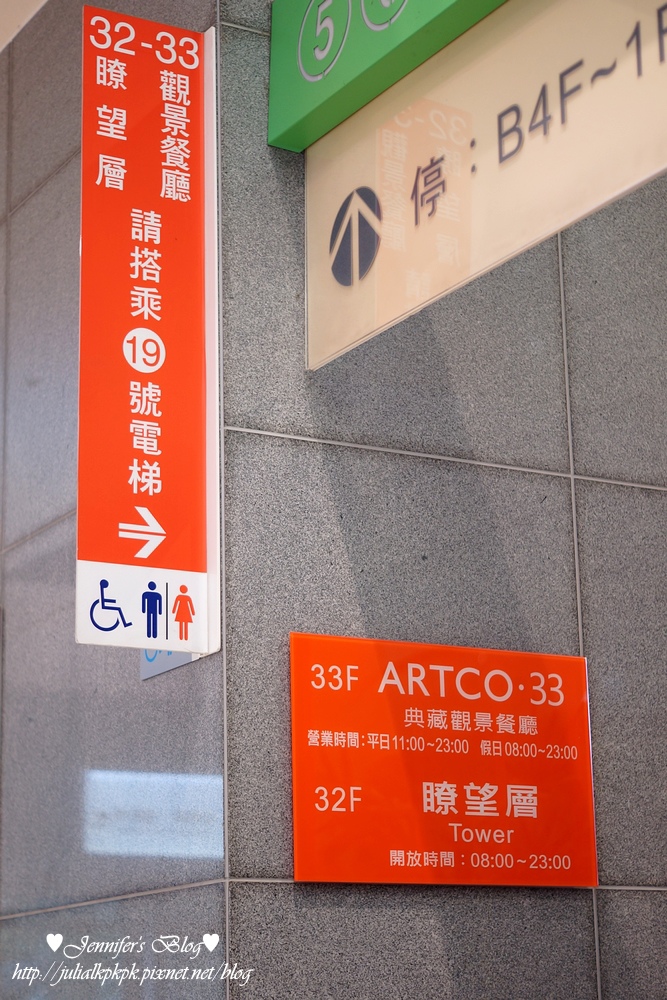 32-33
觀景餐廳
瞭望層
請搭乘19號電梯
5
停：B4F~1F
33F ARTCO·33
典藏觀景餐廳
營業時間：平日11:00~23:00 假日08:00~23:00
32F 瞭望層
Tower
開放時間：08:00~23:00
♥Jennifer's Blog♥
http://julialkpkpk.pixnet.net/blog